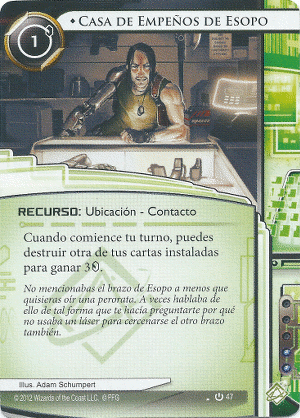 Casa de Empeños de Esopo
1
RECURSO: Ubicación - Contacto
Cuando comience tu turno, puedes
destruir otra de tus cartas instaladas
para ganar 3
No mencionabas el brazo de Esopo a menos que
quisieras oír una perorata. A veces hablaba de
ello de tal forma que te hacía preguntarte por qué
no usaba un láser para cercenarse el otro brazo
también.
Illus. Adam Schumpert
©2012 Wizards of the Coast LLC. ©FFG
47